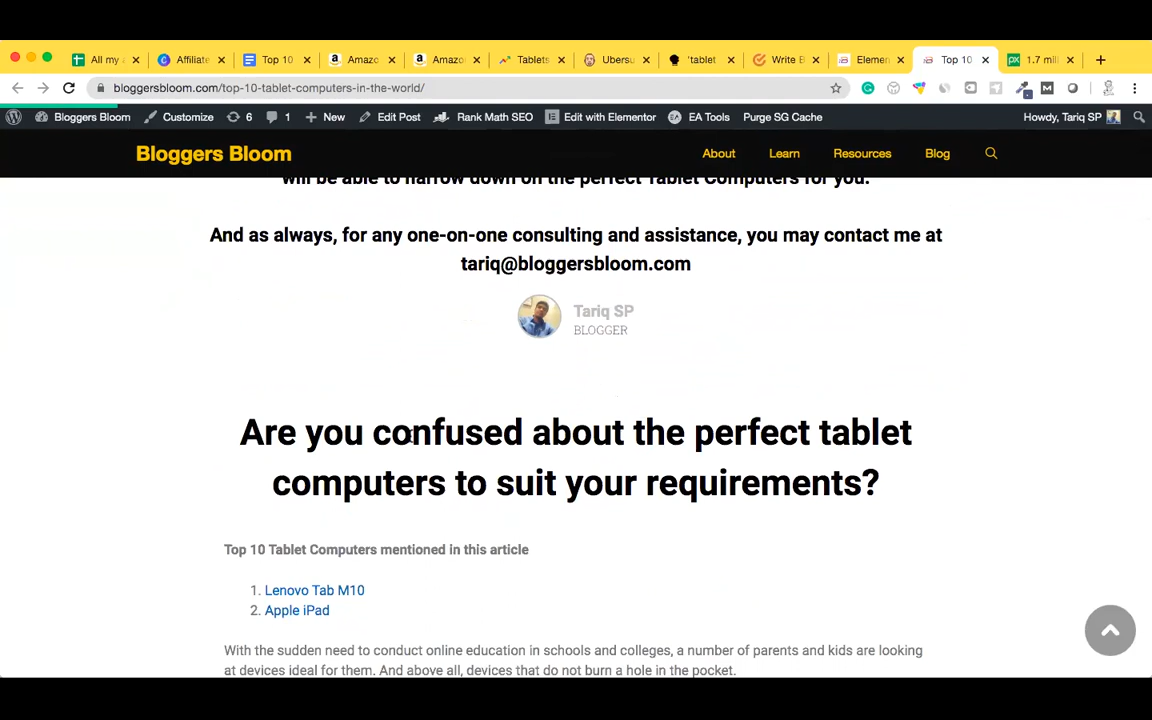 All my
Affiliate
Top 10
Amazo
Amazo
Tablets
Ubersu
'tablet
Write B
Elemen
Top 10
1.7 mil
bloggersbloom.com/top-10-tablet-computers-in-the-world/
Bloggers Bloom
Customize
6
1
New
Edit Post
Rank Math SEO
Edit with Elementor
EA Tools
Purge SG Cache
Howdy, Tariq SP
Bloggers Bloom
About
Learn
Resources
Blog
will be able to narrow down on the perfect Tablet Computers for you.
And as always, for any one-on-one consulting and assistance, you may contact me at
tariq@bloggersbloom.com
Tariq SP
BLOGGER
Are you confused about the perfect tablet
computers to suit your requirements?
Top 10 Tablet Computers mentioned in this article
1. Lenovo Tab M10
2. Apple iPad
With the sudden need to conduct online education in schools and colleges, a number of parents and kids are looking
at devices ideal for them. And above all, devices that do not burn a hole in the pocket.